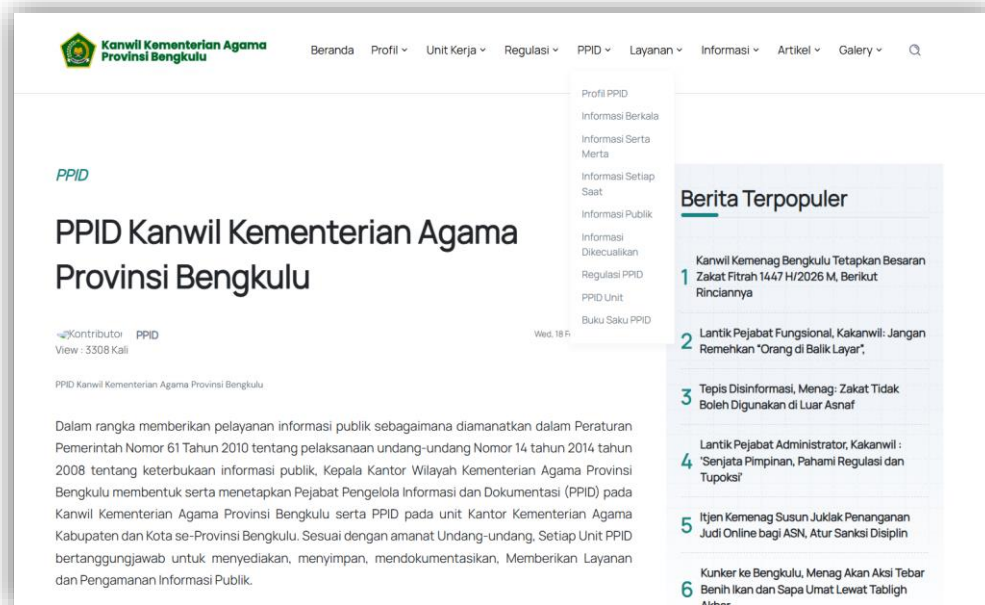 Kanwil Kementerian Agama
Provinsi Bengkulu
Beranda Profil Unit Kerja Regulasi PPID Layanan Informasi Artikel Galery
Profil PPID
Informasi Berkala
Informasi Serta
Merta
Informasi Setiap
Saat
Informasi Publik
Informasi
Dikecualikan
Regulasi PPID
PPID Unit
Buku Saku PPID
PPID
PPID Kanwil Kementerian Agama
Provinsi Bengkulu
Kontributor PPID
View : 3308 Kali
Wed, 18
PPID Kanwil Kementerian Agama Provinsi Bengkulu
Dalam rangka memberikan pelayanan informasi publik sebagaimana diamanatkan dalam Peraturan
Pemerintah Nomor 61 Tahun 2010 tentang pelaksanaan undang-undang Nomor 14 tahun 2014 tahun
2008 tentang keterbukaan informasi publik, Kepala Kantor Wilayah Kementerian Agama Provinsi
Bengkulu membentuk serta menetapkan Pejabat Pengelola Informasi dan Dokumentasi (PPID) pada
Kanwil Kementerian Agama Provinsi Bengkulu serta PPID pada unit Kantor Kementerian Agama
Kabupaten dan Kota se-Provinsi Bengkulu. Sesuai dengan amanat Undang-undang, Setiap Unit PPID
bertanggungjawab untuk menyediakan, menyimpan, mendokumentasikan, Memberikan Layanan
dan Pengamanan Informasi Publik.
Berita Terpopuler
1 Kanwil Kemenag Bengkulu Tetapkan Besaran
Zakat Fitrah 1447 H/2026 M, Berikut
Rinciannya
2 Lantik Pejabat Fungsional, Kakanwil: Jangan
Remehkan “Orang di Balik Layar”,
3 Tepis Disinformasi, Menag: Zakat Tidak
Boleh Digunakan di Luar Asnaf
4 Lantik Pejabat Administrator, Kakanwil :
'Senjata Pimpinan, Pahami Regulasi dan
Tupoksi'
5 Itjen Kemenag Susun Juklak Penanganan
Judi Online bagi ASN, Atur Sanksi Disiplin
6 Kunker ke Bengkulu, Menag Akan Aksi Tebar
Benih Ikan dan Sapa Umat Lewat Tabligh